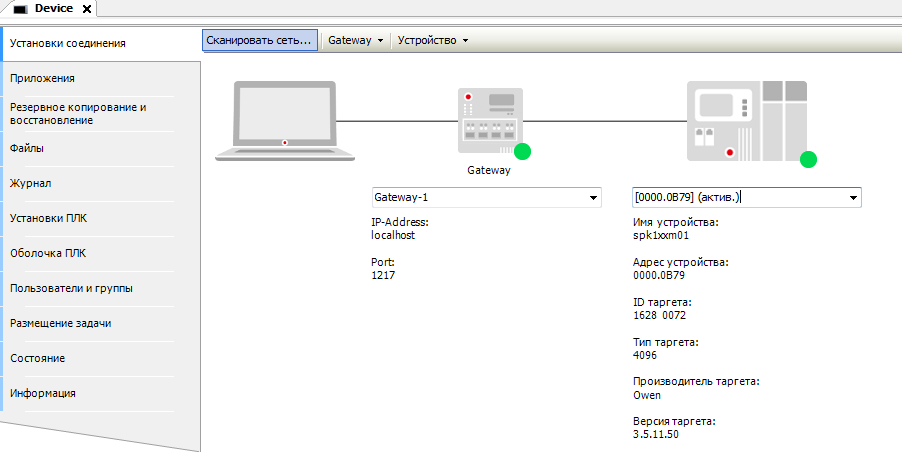 Device
Сканировать сеть...
Gateway
Устройство
Установки соединения
Приложения
Резервное копирование и
восстановление
Файлы
Журнал
Установки ПЛК
Оболочка ПЛК
Пользователи и группы
Размещение задачи
Состояние
Информация
Gateway
Gateway-1
IP-Address:
localhost
Port:
1217
[0000.0B79] (актив.)
Имя устройства:
spk1xxm01
Адрес устройства:
0000.0B79
ID таргета:
1628 0072
Тип таргета:
4096
Производитель таргета:
Owen
Версия таргета:
3.5.11.50